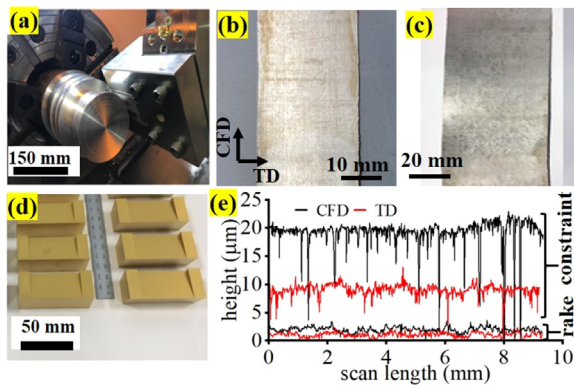 (a)
150 mm
(b)
CFD
TD
10 mm
(c)
20 mm
(d)
50 mm
(e)
CFD
TD
25
20
15
10
5
0
height (μm)
0
2
4
6
8
10
scan length (mm)
rake constraint